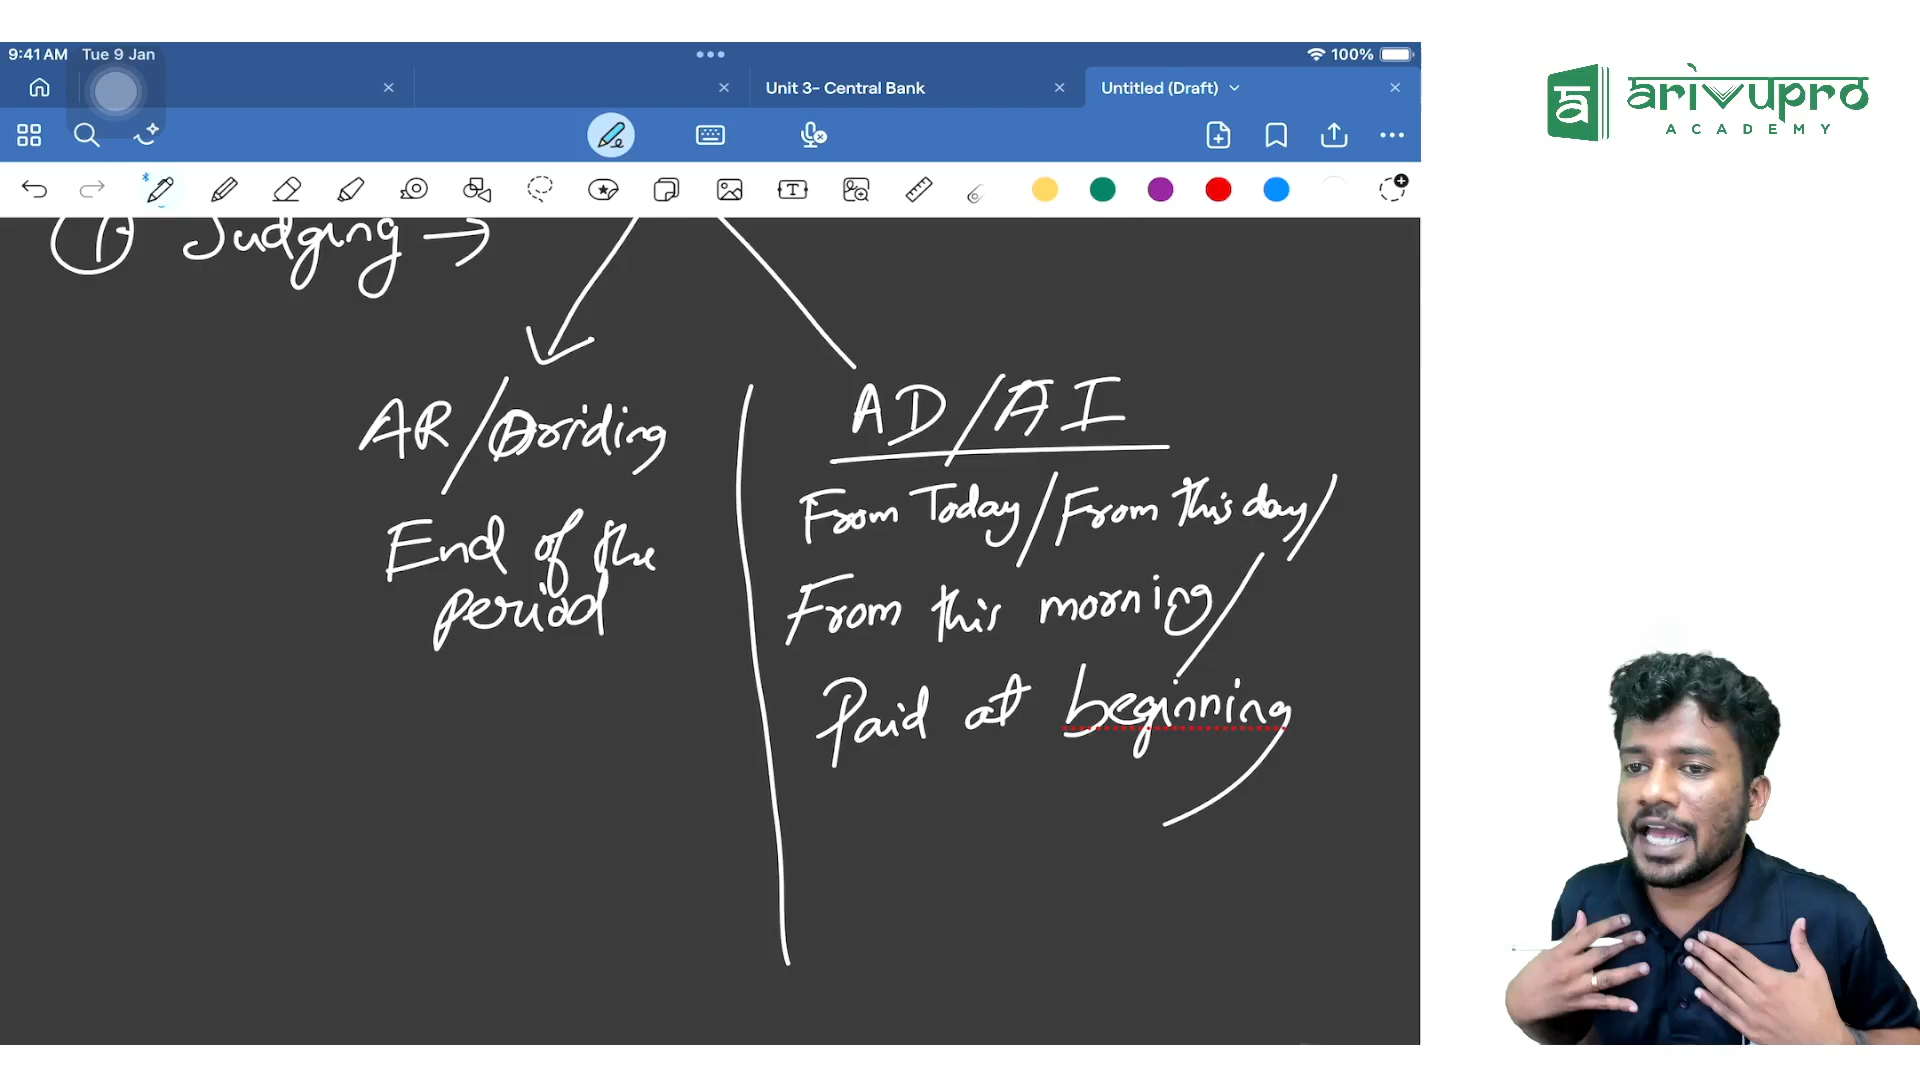 9:41 AM Tue 9 Jan
100%
Unit 3- Central Bank
Untitled (Draft)
arivupro
ACADEMY
① Judging →
AR/
End of the
period
AD/AI
From Today/From this day/
From this morning/
Paid at beginning